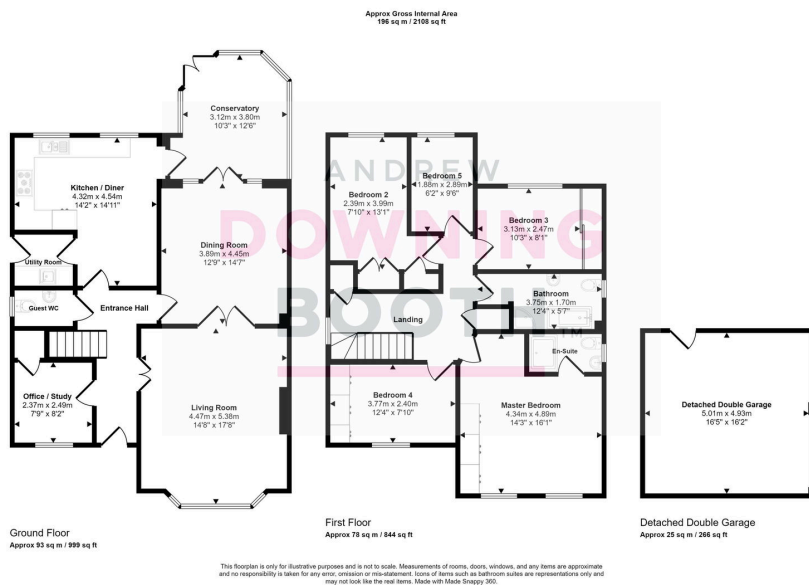 Approx Gross Internal Area
196 sq m / 2108 sq ft
Conservatory
3.12m x 3.80m
10'3" x 12'6"
Kitchen / Diner
4.32m x 4.54m
14'2" x 14'11"
Dining Room
3.89m x 4.45m
12'9" x 14'7"
Utility Room
Guest WC
Entrance Hall
Office / Study
2.37m x 2.49m
7'9" x 8'2"
Living Room
4.47m x 5.38m
14'8" x 17'8"
Ground Floor
Approx 93 sq m / 999 sq ft
ANDREW
DOWNING
BOOTH™
Bedroom 2
2.39m x 3.99m
7'10" x 13'1"
Bedroom 5
1.88m x 2.89m
6'2" x 9'6"
Bedroom 3
3.13m x 2.47m
10'3" x 8'1"
Bathroom
3.75m x 1.70m
12'4" x 5'7"
Landing
En-Suite
Bedroom 4
3.77m x 2.40m
12'4" x 7'10"
Master Bedroom
4.34m x 4.89m
14'3" x 16'1"
First Floor
Approx 78 sq m / 844 sq ft
Detached Double Garage
5.01m x 4.93m
16'5" x 16'2"
Detached Double Garage
Approx 25 sq m / 266 sq ft
This floorplan is only for illustrative purposes and is not to scale. Measurements of rooms, doors, windows, and any items are approximate
and no responsibility is taken for any error, omission or mis-statement. Icons of items such as bathroom suites are representations only and
may not look like the real items. Made with Made Snappy 360.